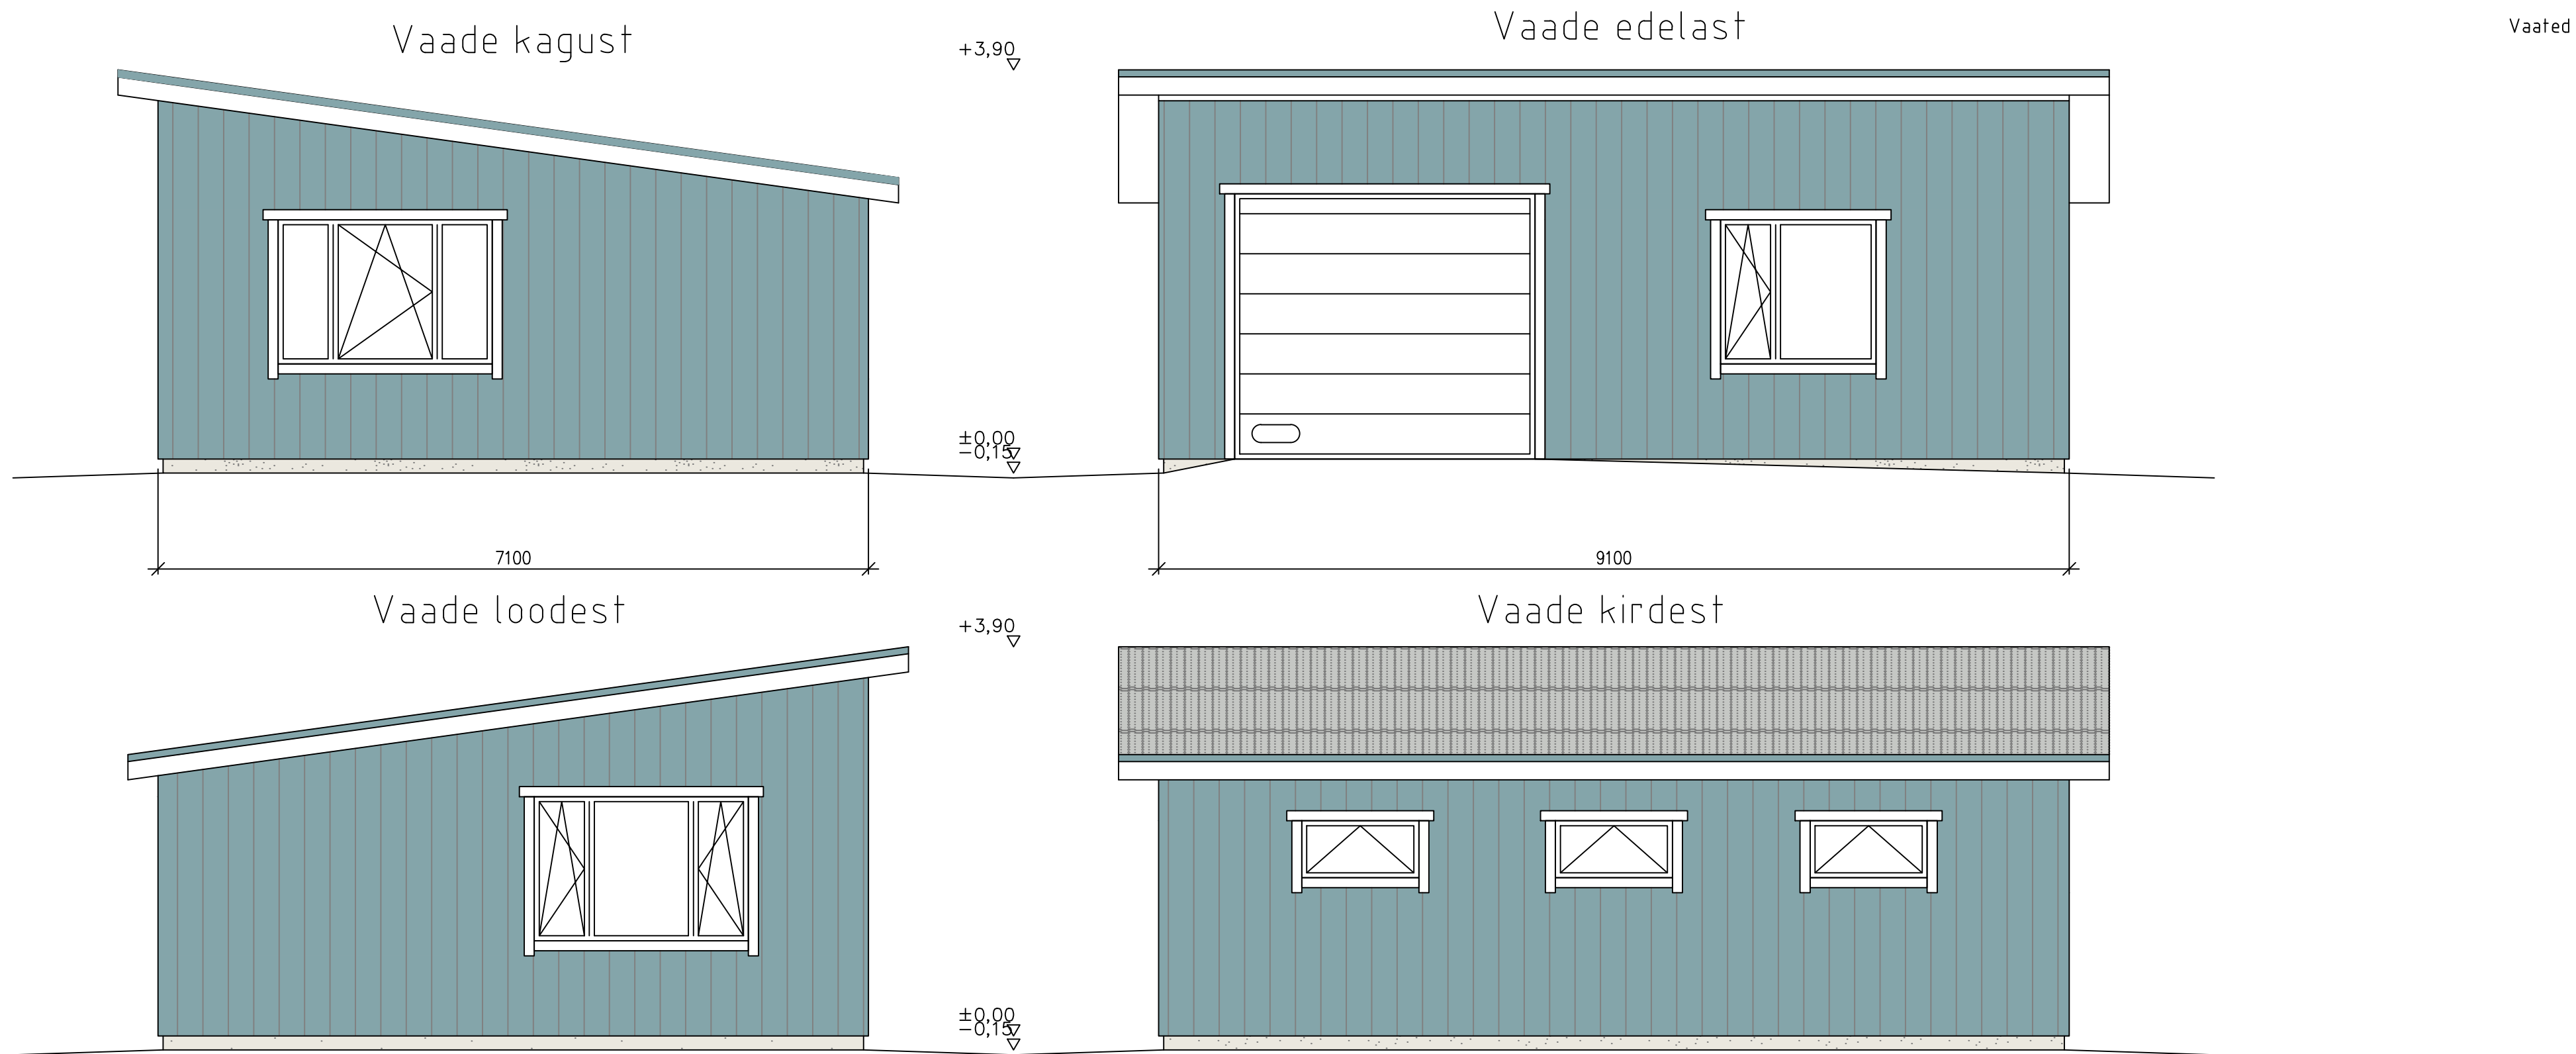 Vaade kagust
+3,90
Vaade edelast
Vaated
±0,00
-0,15
7100
9100
Vaade loodest
+3,90
Vaade kirdest
±0,00
-0,15